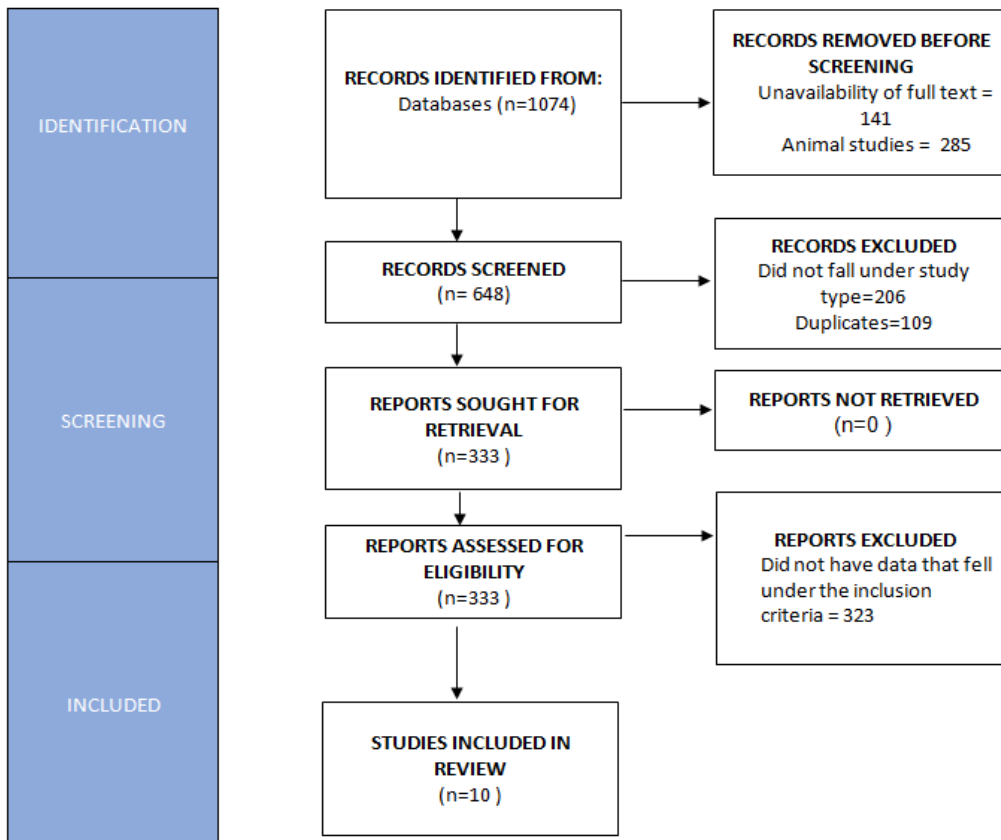 IDENTIFICATION
RECORDS IDENTIFIED FROM:
Databases (n=1074)
RECORDS REMOVED BEFORE
SCREENING
Unavailability of full text =
141
Animal studies =  285
RECORDS SCREENED
(n= 648)
RECORDS EXCLUDED
Did not fall under study
type=206
Duplicates=109
SCREENING
REPORTS SOUGHT FOR
RETRIEVAL
(n=333 )
REPORTS NOT RETRIEVED
(n=0 )
REPORTS ASSESSED FOR
ELIGIBILITY
(n=333 )
REPORTS EXCLUDED
Did not have data that fell
under the inclusion
criteria = 323
INCLUDED
STUDIES INCLUDED IN
REVIEW
(n=10 )